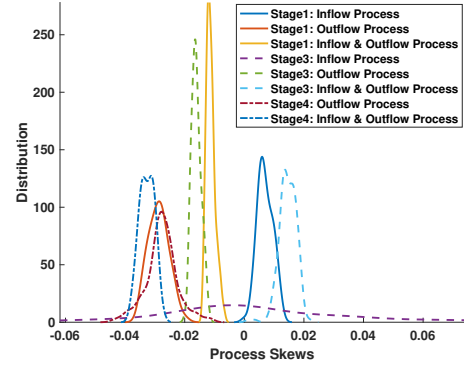 Stage1: Inflow Process
Stage1: Outflow Process
Stage1: Inflow & Outflow Process
Stage3: Inflow Process
Stage3: Outflow Process
Stage3: Inflow & Outflow Process
Stage4: Outflow Process
Stage4: Inflow & Outflow Process
Distribution
250
200
150
100
50
0
-0.06 -0.04 -0.02 0 0.02 0.04 0.06
Process Skews